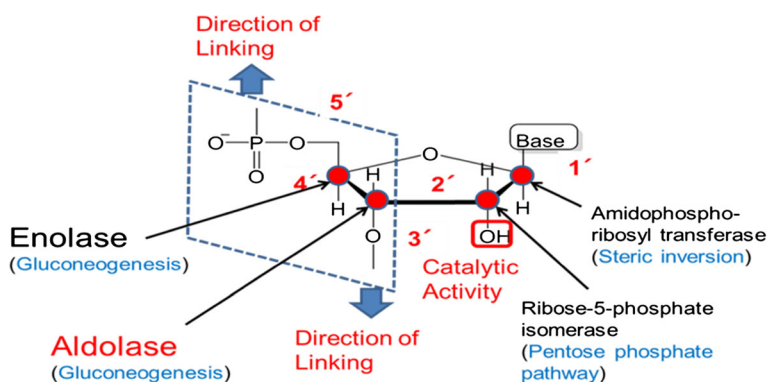 Direction of
Linking
5´
O⁻
P
O
O
O
H
H
4´
H
2´
H
Base
1´
H
O
3´
OH
Catalytic
Activity
Enolase
(Gluconeogenesis)
Aldolase
(Gluconeogenesis)
Direction of
Linking
Amidophospho-
ribosyl transferase
(Steric inversion)
Ribose-5-phosphate
isomerase
(Pentose phosphate
pathway)